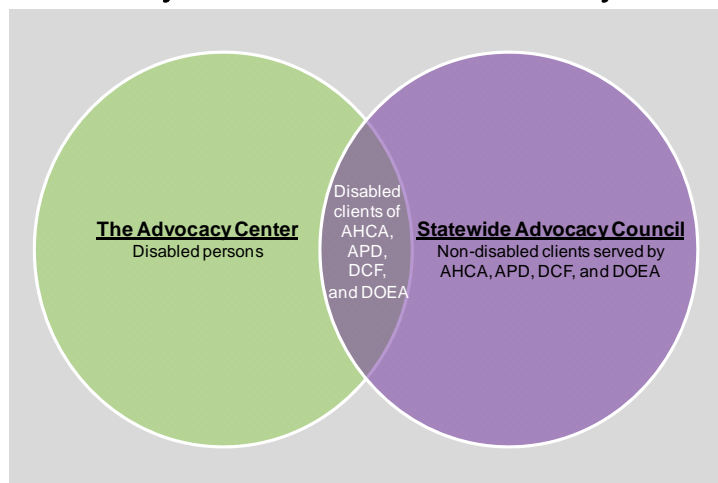 The Advocacy Center
Disabled persons
Disabled
clients of
AHCA,
APD,
DCF,
and DOEA
Statewide Advocacy Council
Non-disabled clients served by
AHCA, APD, DCF, and DOEA